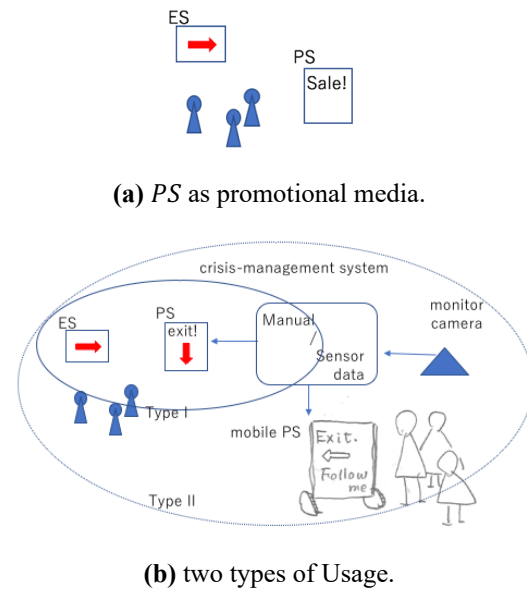 ES
PS
Sale!
(a) PS as promotional media.
crisis-management system
monitor
camera
ES
PS
exit!
Manual
/
Sensor
data
Type I
mobile PS
Exit.
Follow
me
Type II
(b) two types of Usage.